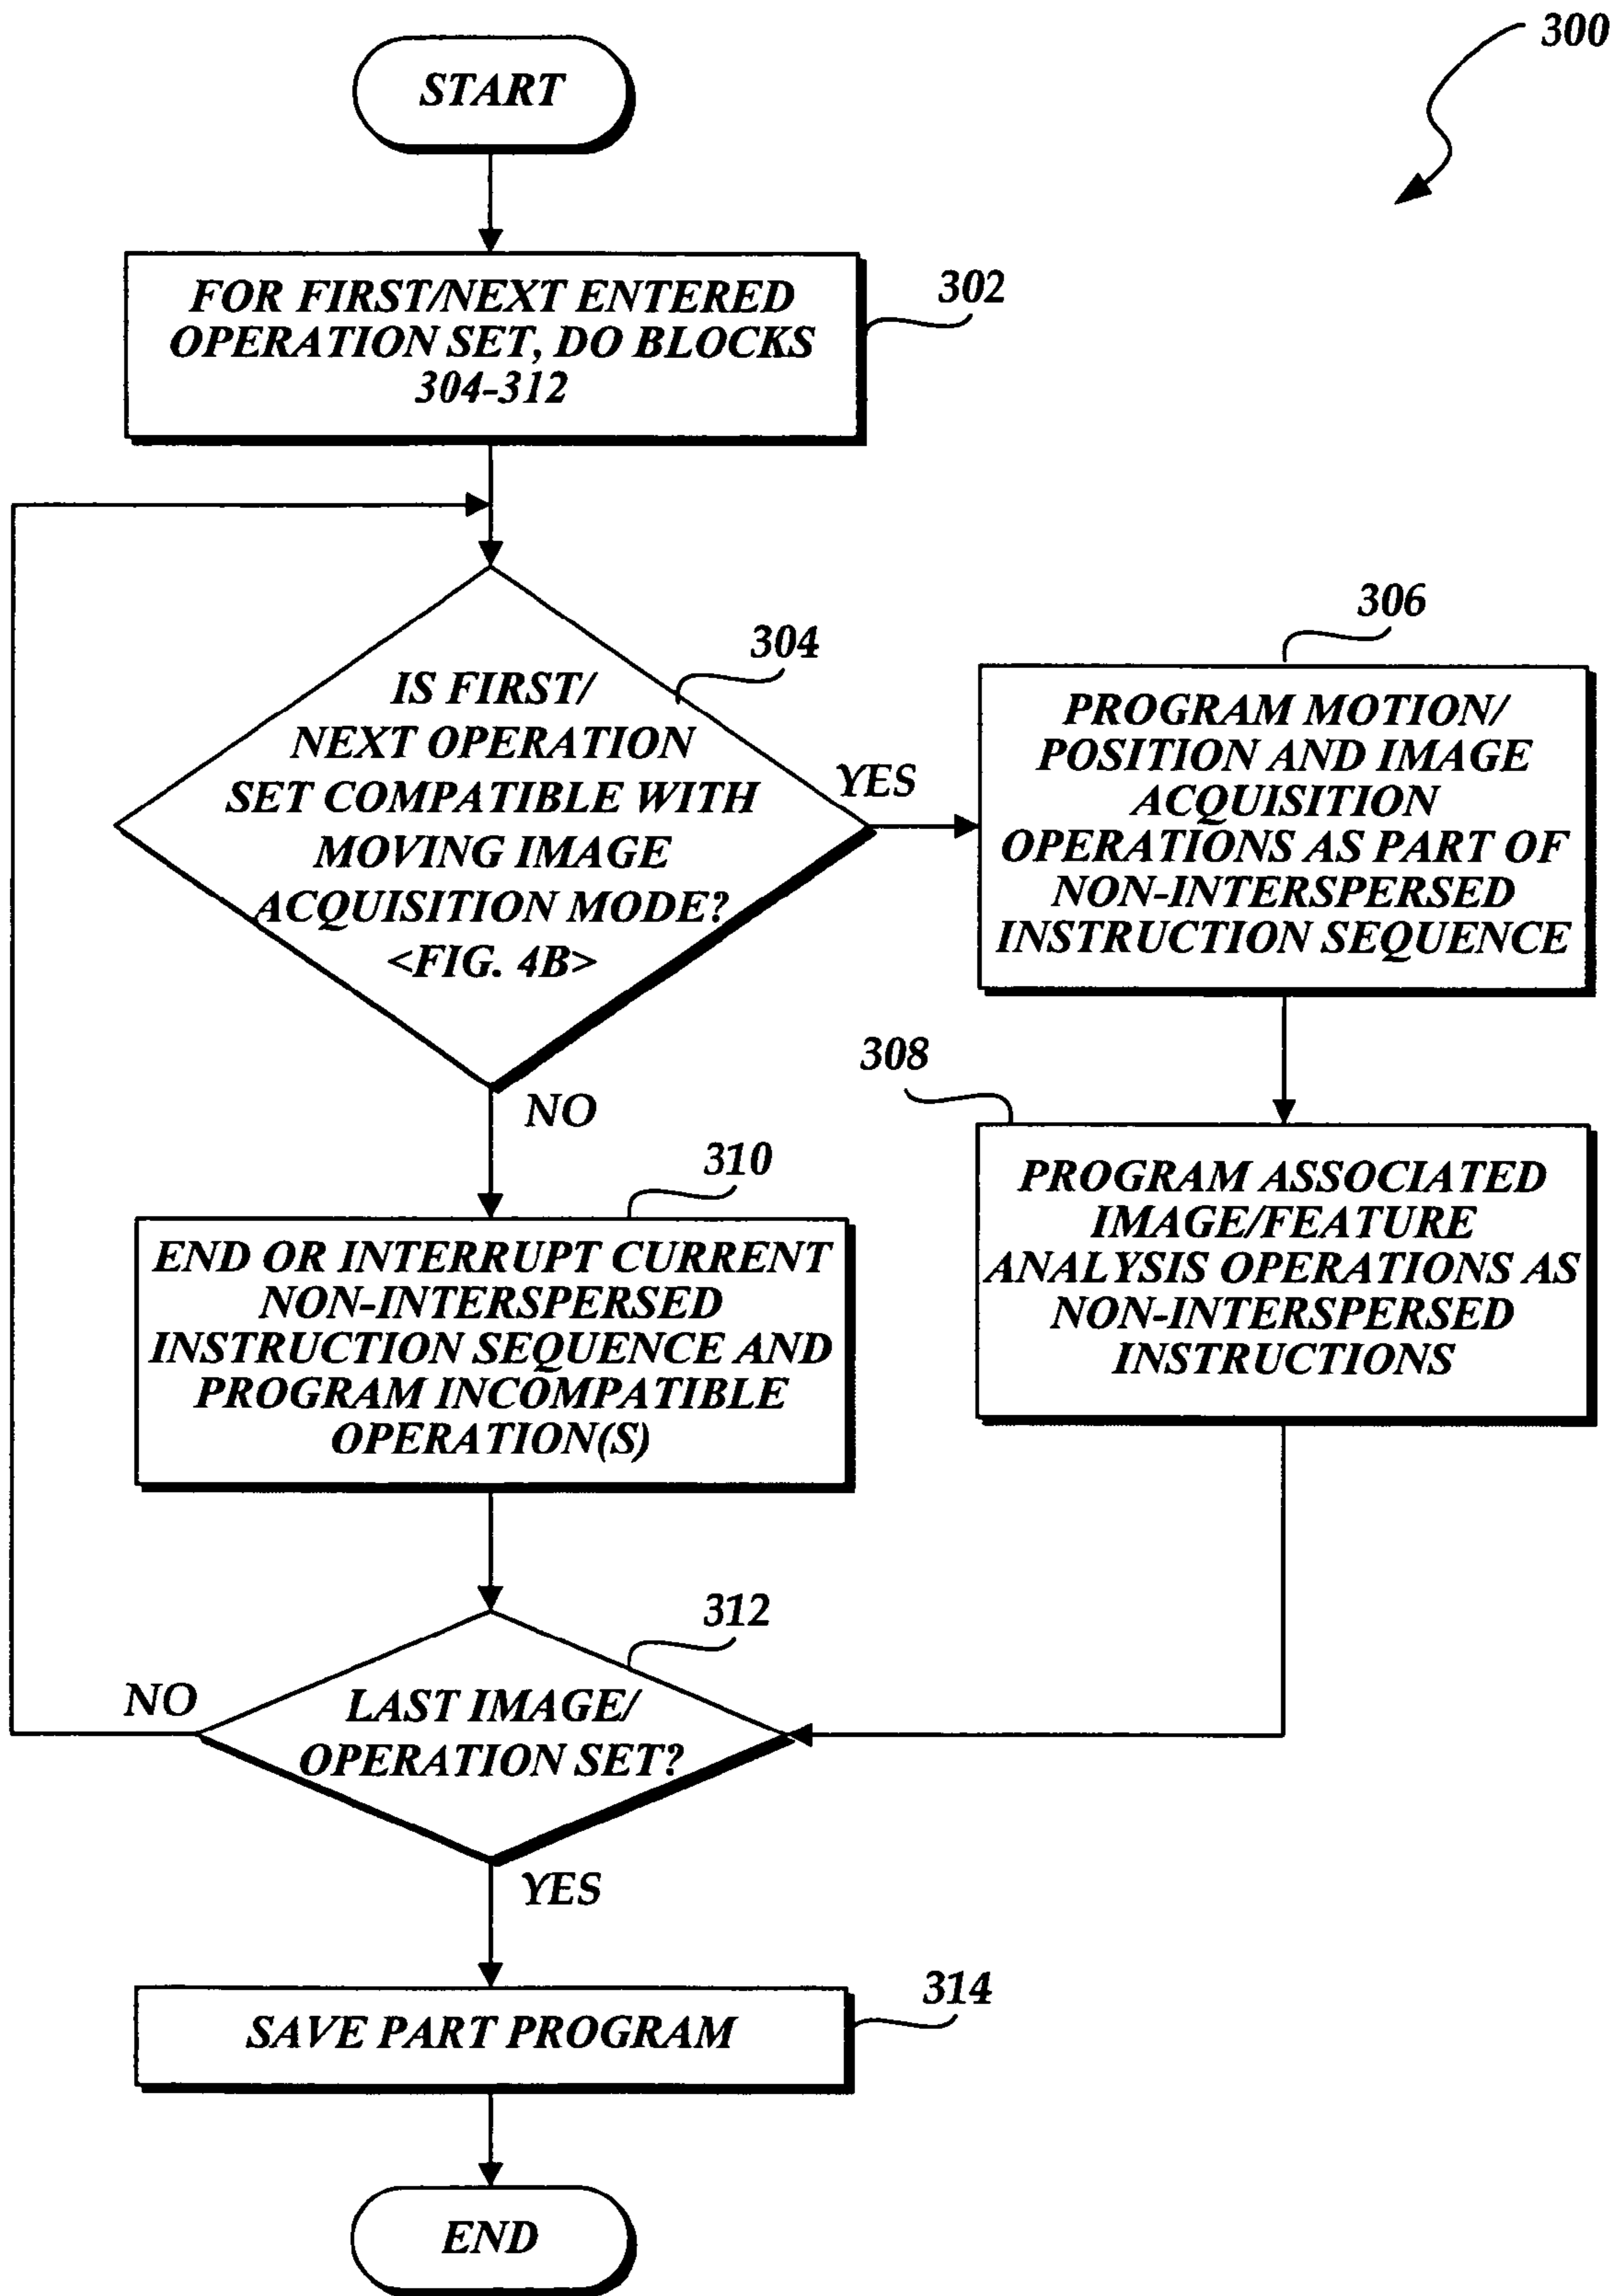 300
START
FOR FIRST/NEXT ENTERED
OPERATION SET, DO BLOCKS
304-312
302
304
IS FIRST/
NEXT OPERATION
SET COMPATIBLE WITH
MOVING IMAGE
ACQUISITION MODE?
<FIG. 4B>
YES
306
PROGRAM MOTION/
POSITION AND IMAGE
ACQUISITION
OPERATIONS AS PART OF
NON-INTERSPERSED
INSTRUCTION SEQUENCE
NO
308
PROGRAM ASSOCIATED
IMAGE/FEATURE
ANALYSIS OPERATIONS AS
NON-INTERSPERSED
INSTRUCTIONS
310
END OR INTERRUPT CURRENT
NON-INTERSPERSED
INSTRUCTION SEQUENCE AND
PROGRAM INCOMPATIBLE
OPERATION(S)
312
NO
LAST IMAGE/
OPERATION SET?
YES
314
SAVE PART PROGRAM
END